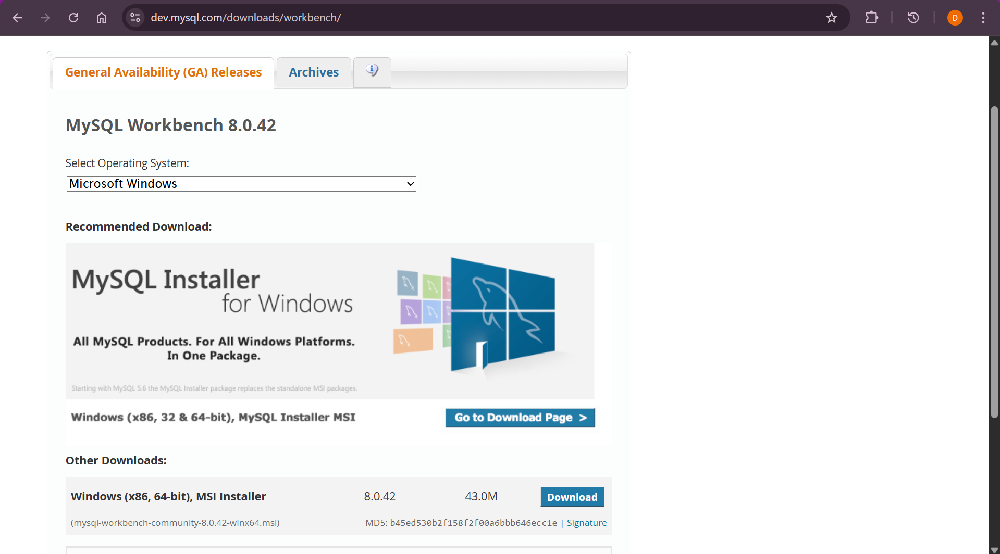 dev.mysql.com/downloads/workbench/
D
General Availability (GA) Releases
Archives
MySQL Workbench 8.0.42
Select Operating System:
Microsoft Windows
Recommended Download:
MySQL Installer
for Windows
All MySQL Products. For All Windows Platforms.
In One Package.
Starting with MySQL 5.6 the MySQL Installer package replaces the standalone MSI packages.
Windows (x86, 32 & 64-bit), MySQL Installer MSI
Go to Download Page >
Other Downloads:
Windows (x86, 64-bit), MSI Installer 8.0.42 43.0M Download
(mysql-workbench-community-8.0.42-winx64.msi) MD5: b45ed530b2f158f2f00a6bbb646ecc1e | Signature